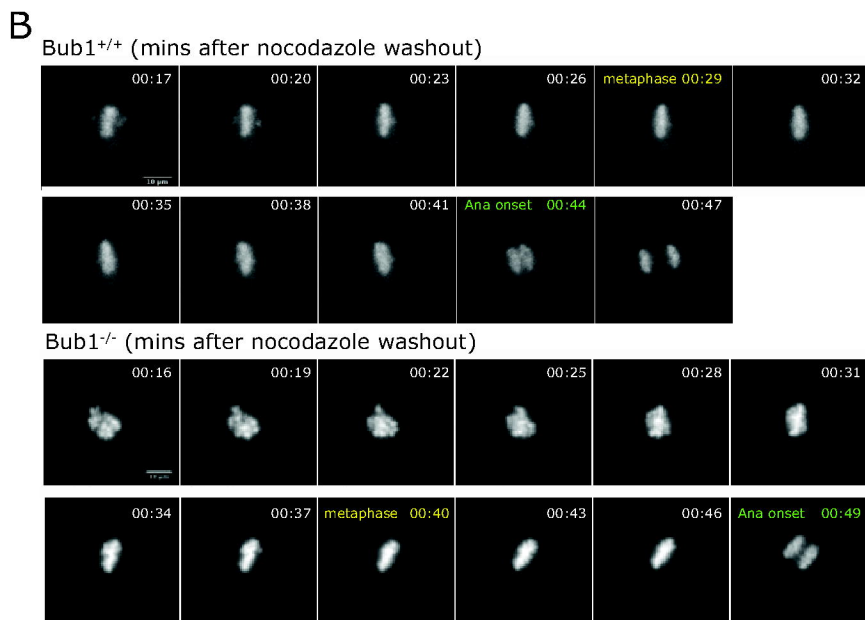 B
Bub1+/+ (mins after nocodazole washout)
00:17 00:20 00:23 00:26 metaphase 00:29 00:32
10 μm
00:35 00:38 00:41 Ana onset 00:44 00:47
Bub1-/- (mins after nocodazole washout)
00:16 00:19 00:22 00:25 00:28 00:31
10 μm
00:34 00:37 metaphase 00:40 00:43 00:46 Ana onset 00:49